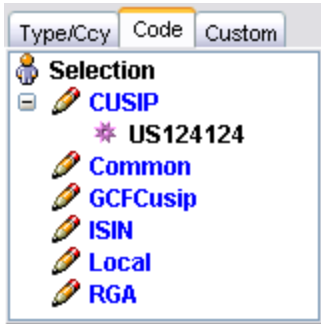 Type/Ccy Code Custom
Selection
CUSIP
US124124
Common
GCFCusip
ISIN
Local
RGA